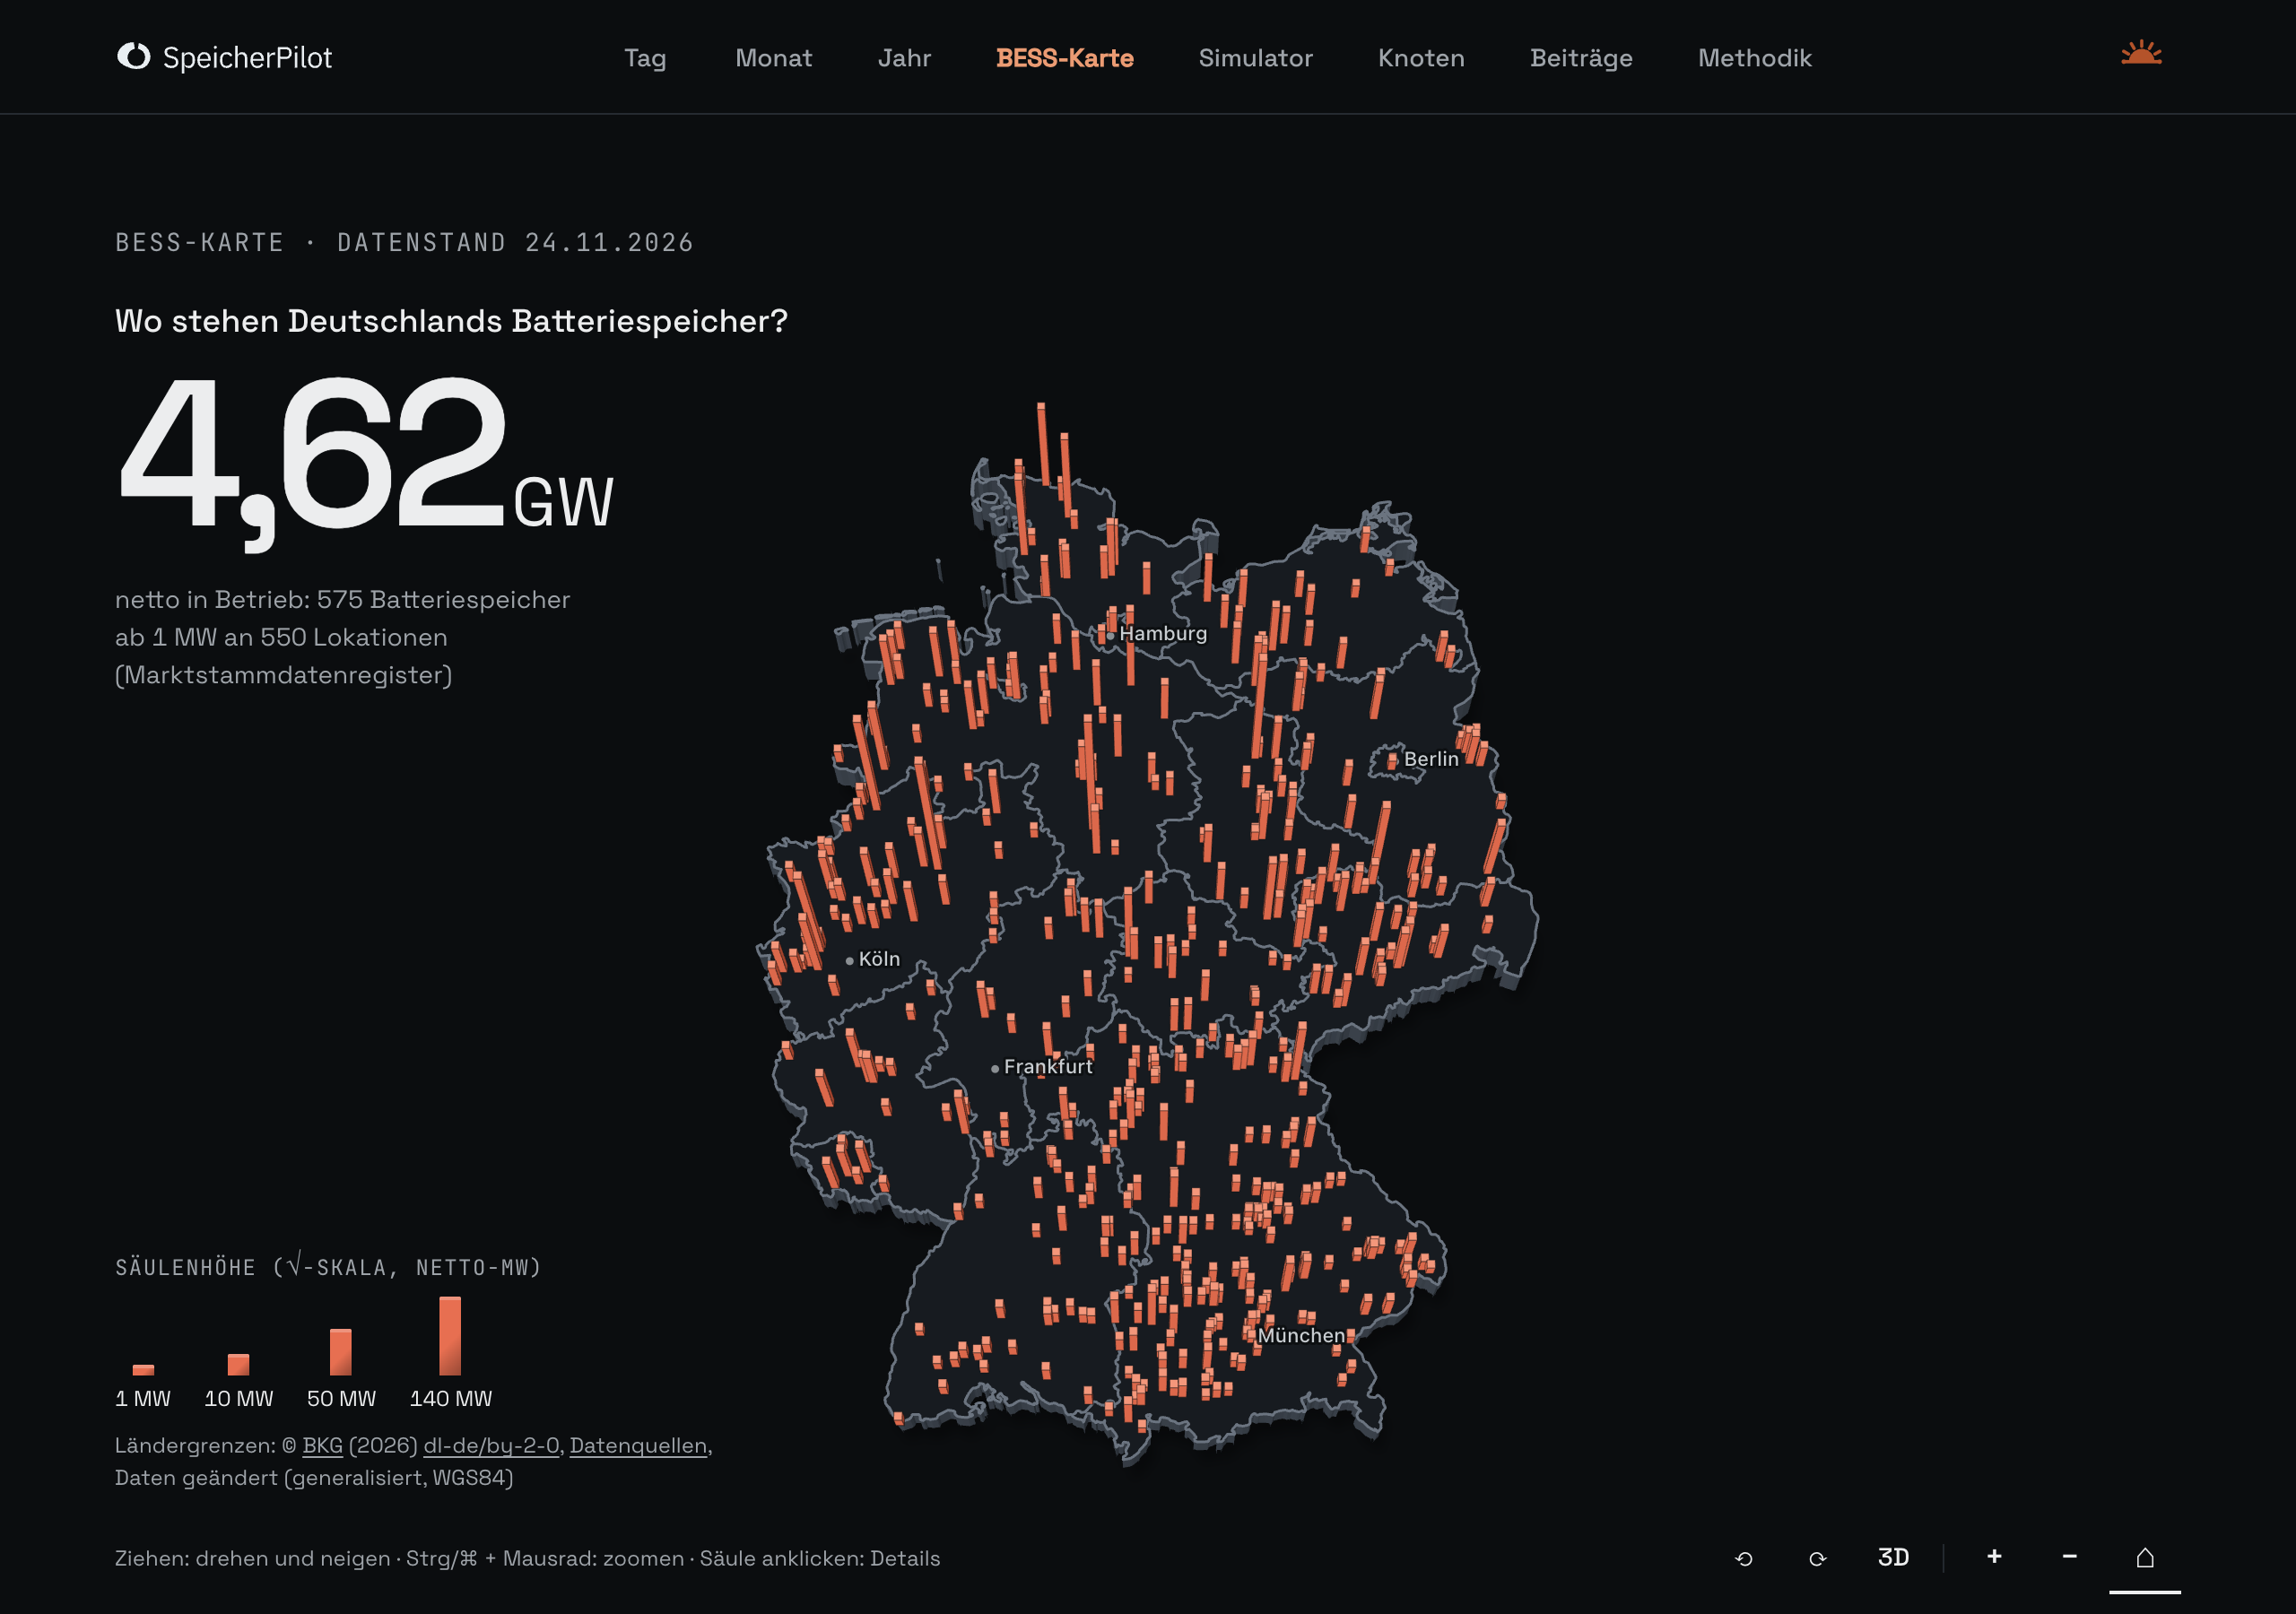 SpeicherPilot
Tag Monat Jahr BESS-Karte Simulator Knoten Beiträge Methodik
BESS-KARTE · DATENSTAND 24.11.2026
Wo stehen Deutschlands Batteriespeicher?
4,62 GW
netto in Betrieb: 575 Batteriespeicher
ab 1 MW an 550 Lokationen
(Marktstammdatenregister)
Hamburg
Berlin
Köln
Frankfurt
München
SÄULENHÖHE (√-SKALA, NETTO-MW)
1 MW 10 MW 50 MW 140 MW
Ländergrenzen: © BKG (2026) dl-de/by-2-0, Datenquellen,
Daten geändert (generalisiert, WGS84)
Ziehen: drehen und neigen · Strg/⌘ + Mausrad: zoomen · Säule anklicken: Details
⟲ ⟳ 3D + − ⌂